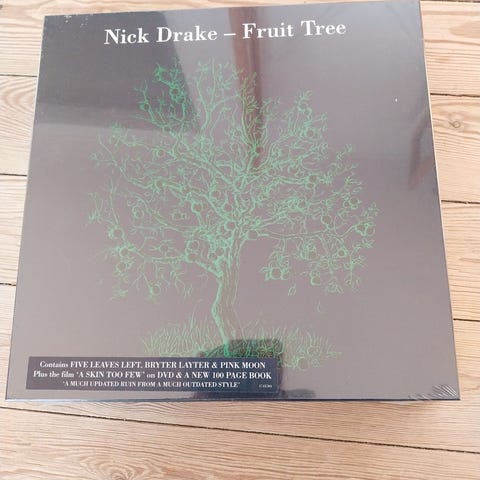 Nick Drake – Fruit Tree
Contains FIVE LEAVES LEFT, BRYTER LAYTER & PINK MOON
Plus the film 'A SKIN TOO FEW' on DVD & A NEW 100 PAGE BOOK
'A MUCH UPDATED RUIN FROM A MUCH OUTDATED STYLE'